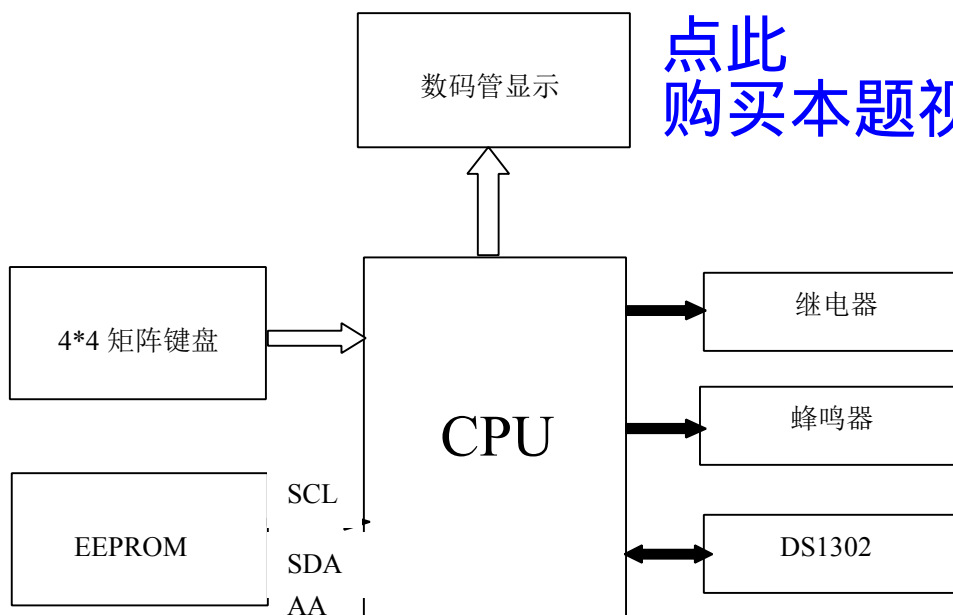 点此
购买本题视
数码管显示
继电器
4*4 矩阵键盘
蜂鸣器
CPU
SCL
EEPROM
SDA
DS1302
AA